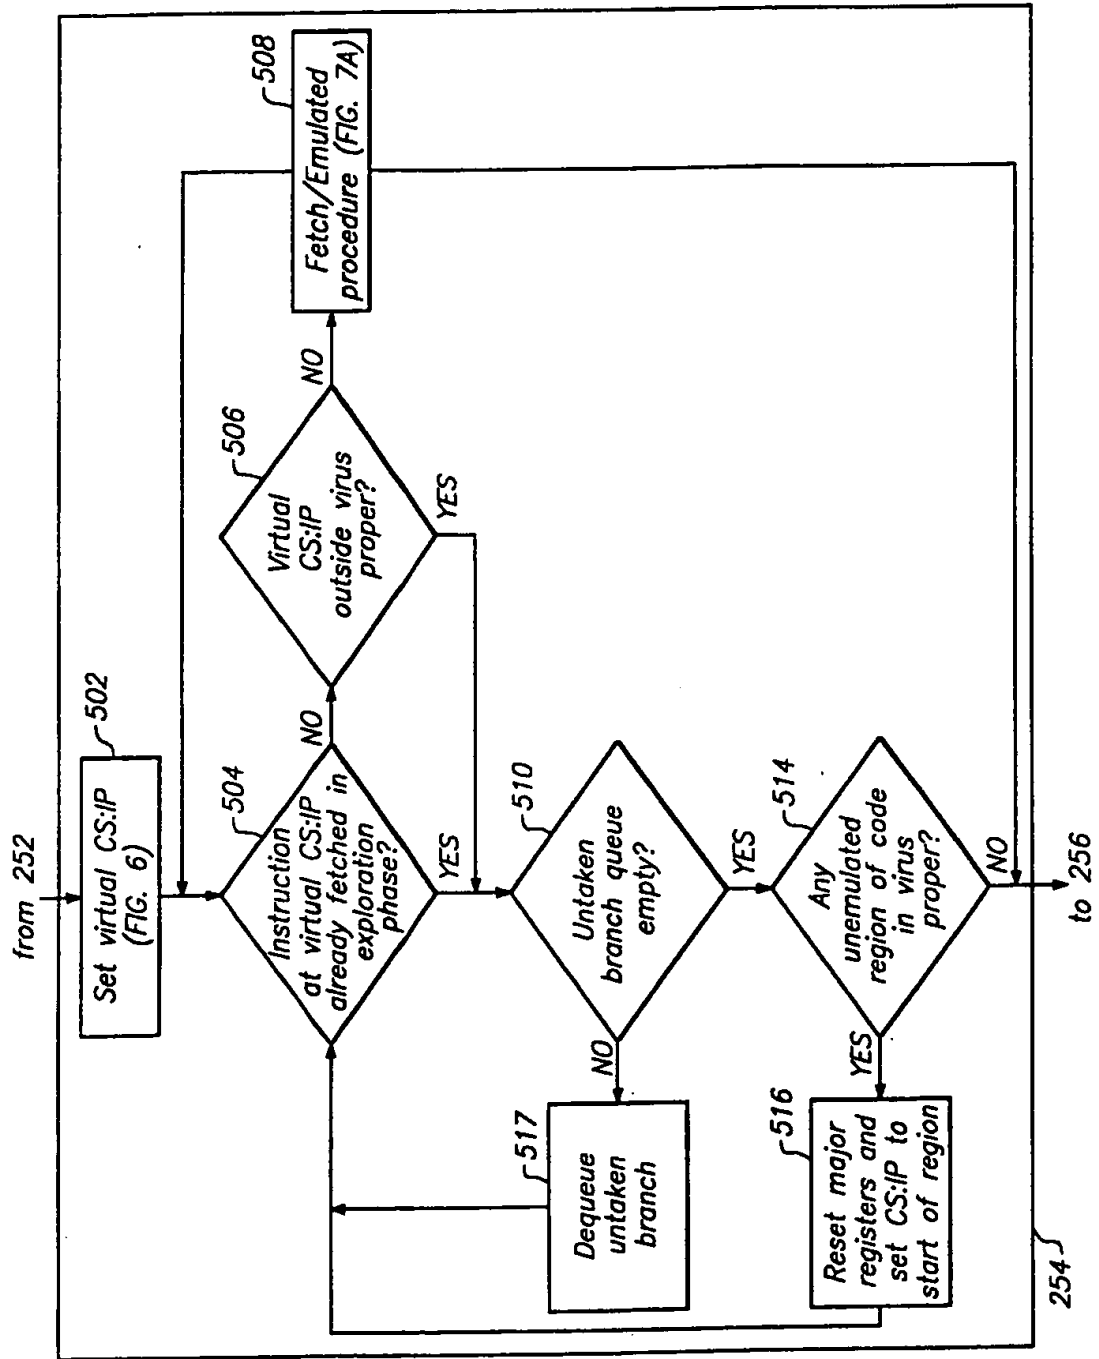 from 252
502
Set virtual CS:IP
(FIG. 6)
504
Instruction
at virtual CS:IP
already fetched in
exploration
phase?
NO
YES
506
Virtual
CS:IP
outside virus
proper?
NO
YES
508
Fetch/Emulated
procedure (FIG. 7A)
510
Untaken
branch queue
empty?
NO
YES
517
Dequeue
untaken
branch
514
Any
unemulated
region of code
in virus
proper?
YES
NO
516
Reset major
registers and
set CS:IP to
start of region
254
to 256